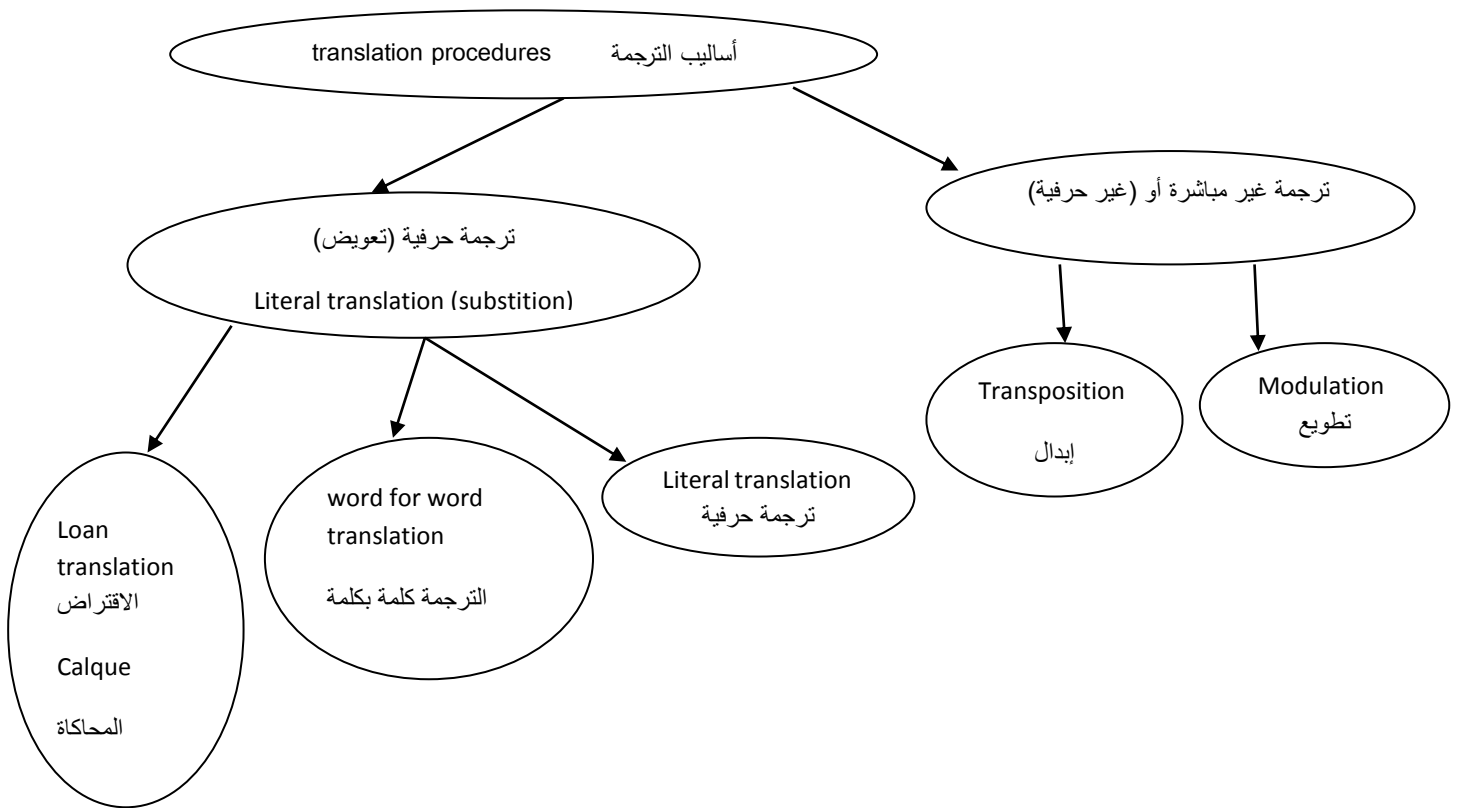 translation procedures أساليب الترجمة
ترجمة غير مباشرة أو (غير حرفية)
ترجمة حرفية (تعويض)
Literal translation (substition)
Transposition
إبدال
Modulation
تطويع
Literal translation
ترجمة حرفية
word for word
translation
الترجمة كلمة بكلمة
Loan
translation
الاقتراض
Calque
المحاكاة